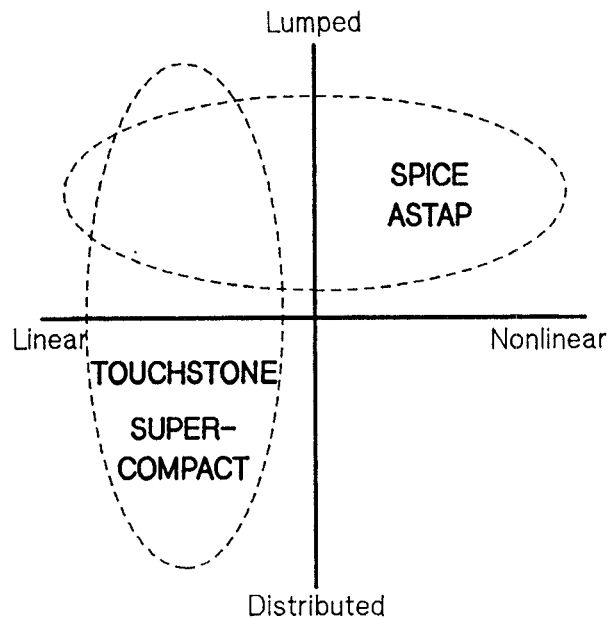 Lumped
SPICE
ASTAP
Linear
Nonlinear
TOUCHSTONE
SUPER-
COMPACT
Distributed